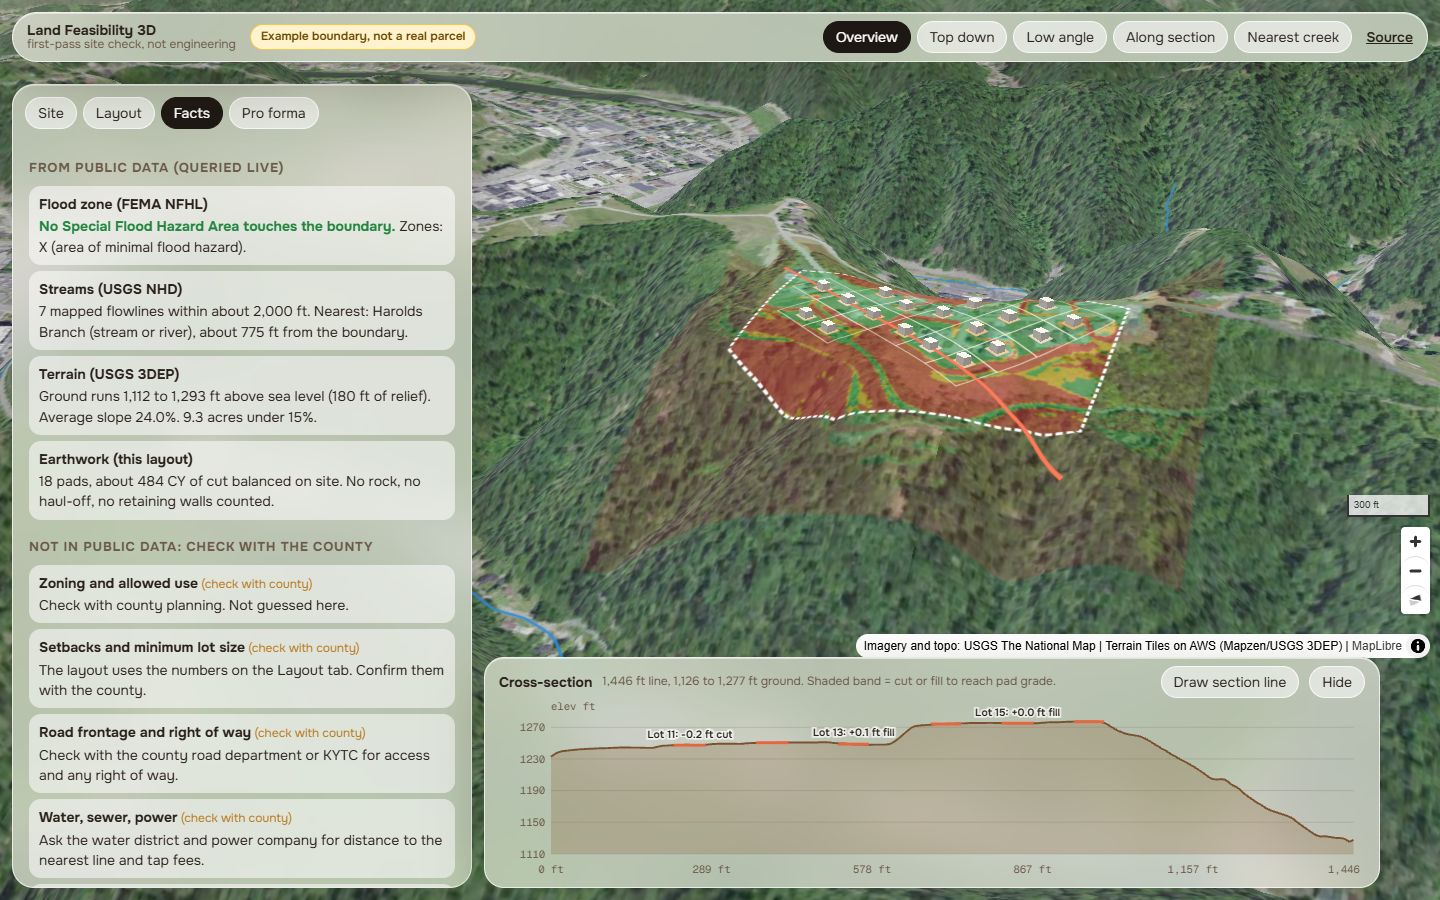 Land Feasibility 3D
first-pass site check, not engineering
Example boundary, not a real parcel
Overview
Top down
Low angle
Along section
Nearest creek
Source
Site
Layout
Facts
Pro forma
FROM PUBLIC DATA (QUERIED LIVE)
Flood zone (FEMA NFHL)
No Special Flood Hazard Area touches the boundary. Zones:
X (area of minimal flood hazard).
Streams (USGS NHD)
7 mapped flowlines within about 2,000 ft. Nearest: Harolds
Branch (stream or river), about 775 ft from the boundary.
Terrain (USGS 3DEP)
Ground runs 1,112 to 1,293 ft above sea level (180 ft of relief).
Average slope 24.0%. 9.3 acres under 15%.
Earthwork (this layout)
18 pads, about 484 CY of cut balanced on site. No rock, no
haul-off, no retaining walls counted.
NOT IN PUBLIC DATA: CHECK WITH THE COUNTY
Zoning and allowed use (check with county)
Check with county planning. Not guessed here.
Setbacks and minimum lot size (check with county)
The layout uses the numbers on the Layout tab. Confirm them
with the county.
Road frontage and right of way (check with county)
Check with the county road department or KYTC for access
and any right of way.
Water, sewer, power (check with county)
Ask the water district and power company for distance to the
nearest line and tap fees.
300 ft
Imagery and topo: USGS The National Map | Terrain Tiles on AWS (Mapzen/USGS 3DEP) | MapLibre
Cross-section 1,446 ft line, 1,126 to 1,277 ft ground. Shaded band = cut or fill to reach pad grade.
Draw section line
Hide
elev ft
Lot 11: -0.2 ft cut
Lot 13: +0.1 ft fill
Lot 15: +0.0 ft fill
1270
1230
1190
1150
1110
0 ft
289 ft
578 ft
867 ft
1,157 ft
1,446